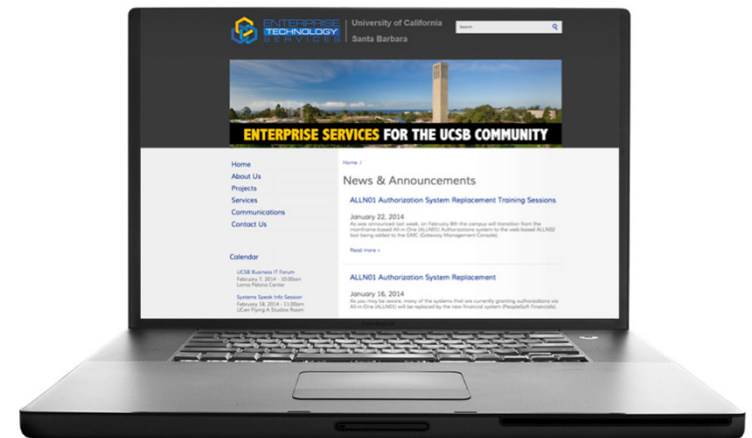 ENTERPRISE
TECHNOLOGY
SERVICES
University of California
Santa Barbara
Search
ENTERPRISE SERVICES FOR THE UCSB COMMUNITY
Home
About Us
Projects
Services
Communications
Contact Us
Calendar
UCSB Business IT Forum
February 7, 2014 - 10:00am
Loma Pelona Center
Systems Speak Info Session
February 18, 2014 - 11:00am
UCen Flying A Studios Room
Home /
News & Announcements
ALLN01 Authorization System Replacement Training Sessions
January 22, 2014
As was announced last week, on February 8th the campus will transition from the
mainframe-based All-in-One (ALLN01) Authorizations system to the web-based ALLN02
tool being added to the GMC (Gateway Management Console).
Read more »
ALLN01 Authorization System Replacement
January 16, 2014
As you may be aware, many of the systems that are currently granting authorizations via
All-in-One (ALLN01) will be replaced by the new financial system (PeopleSoft Financials).